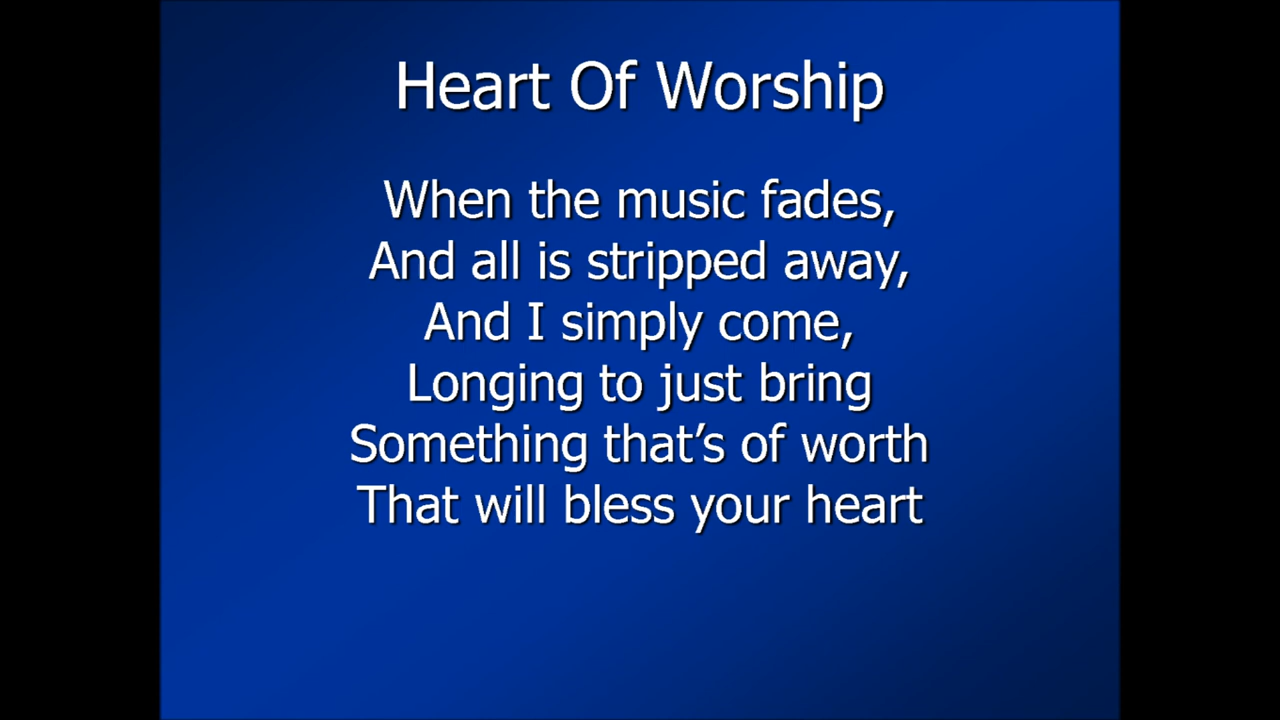 Heart Of Worship
When the music fades,
And all is stripped away,
And I simply come,
Longing to just bring
Something that’s of worth
That will bless your heart